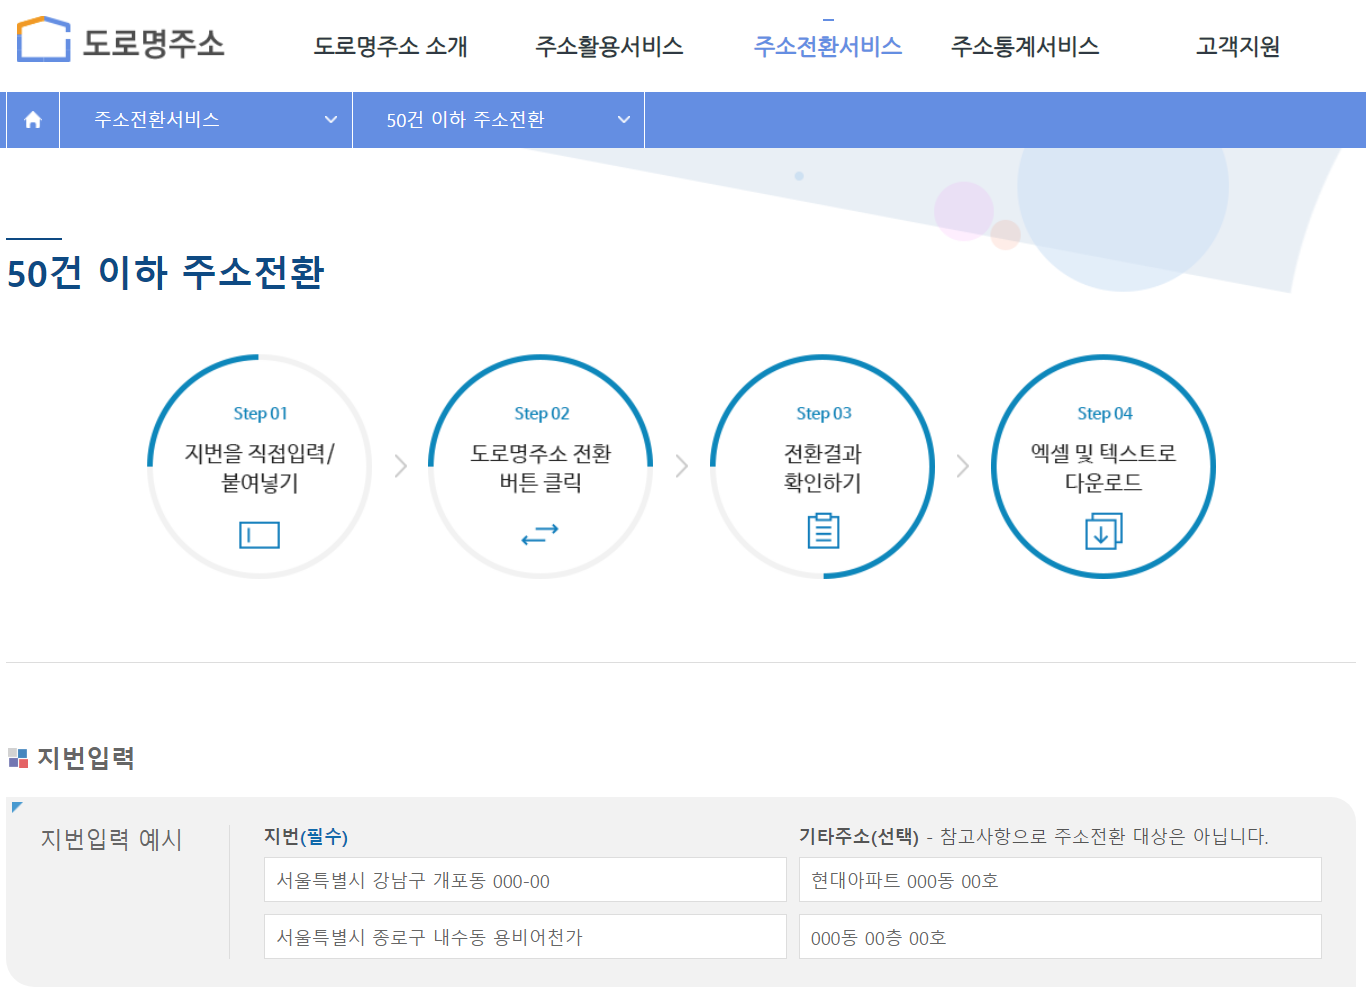 도로명주소
도로명주소 소개
주소활용서비스
주소전환서비스
주소통계서비스
고객지원
주소전환서비스
50건 이하 주소전환
50건 이하 주소전환
Step 01
지번을 직접입력/
붙여넣기
Step 02
도로명주소 전환
버튼 클릭
Step 03
전환결과
확인하기
Step 04
엑셀 및 텍스트로
다운로드
지번입력
지번입력 예시
지번(필수)
기타주소(선택) - 참고사항으로 주소전환 대상은 아닙니다.
서울특별시 강남구 개포동 000-00
현대아파트 000동 00호
서울특별시 종로구 내수동 용비어천가
000동 00층 00호